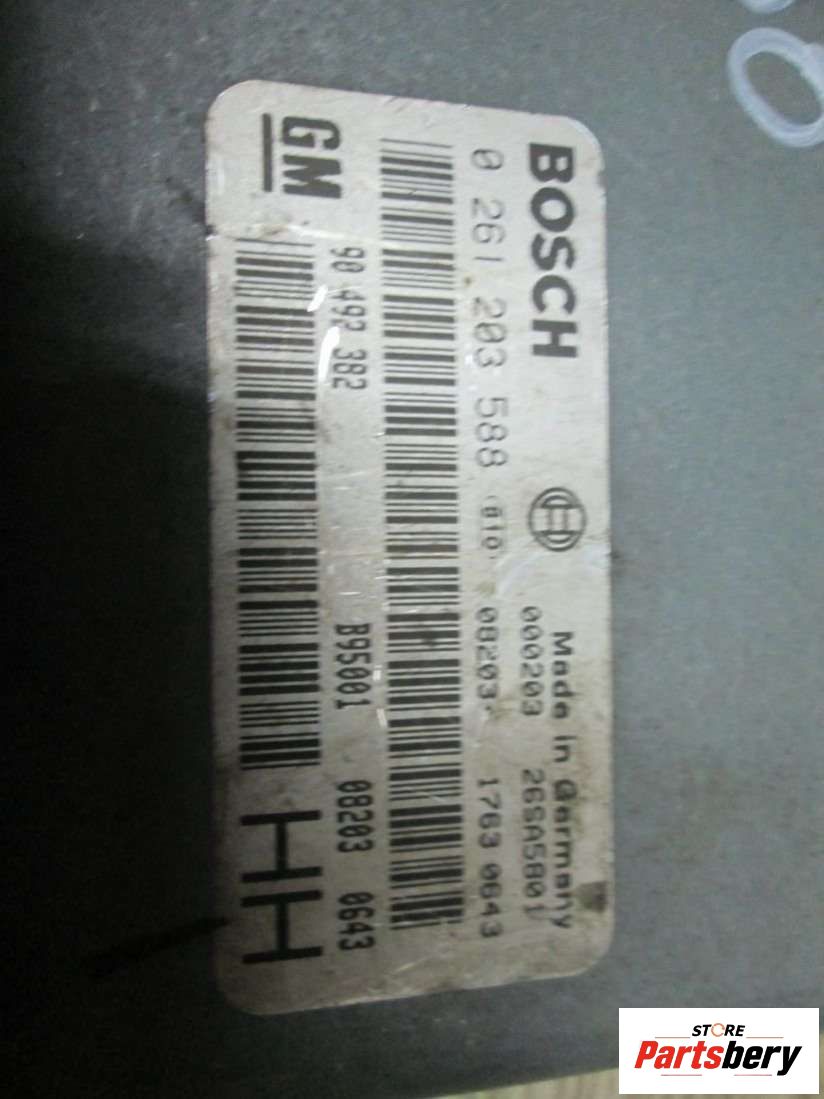 BOSCH
Made in Germany
000203 26SA5801
0 261 203 588 (810) 08203- 1763 0643
90 492 382 B95001 08203 0643
GM
HH
STORE
Partsbery